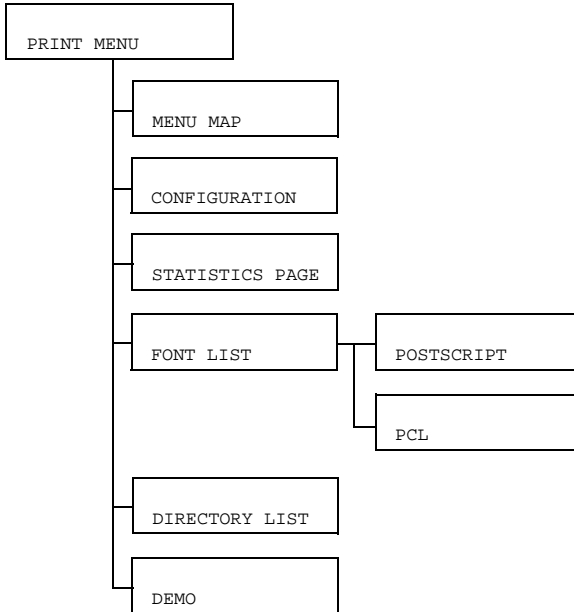 PRINT MENU
MENU MAP
CONFIGURATION
STATISTICS PAGE
FONT LIST
POSTSCRIPT
PCL
DIRECTORY LIST
DEMO